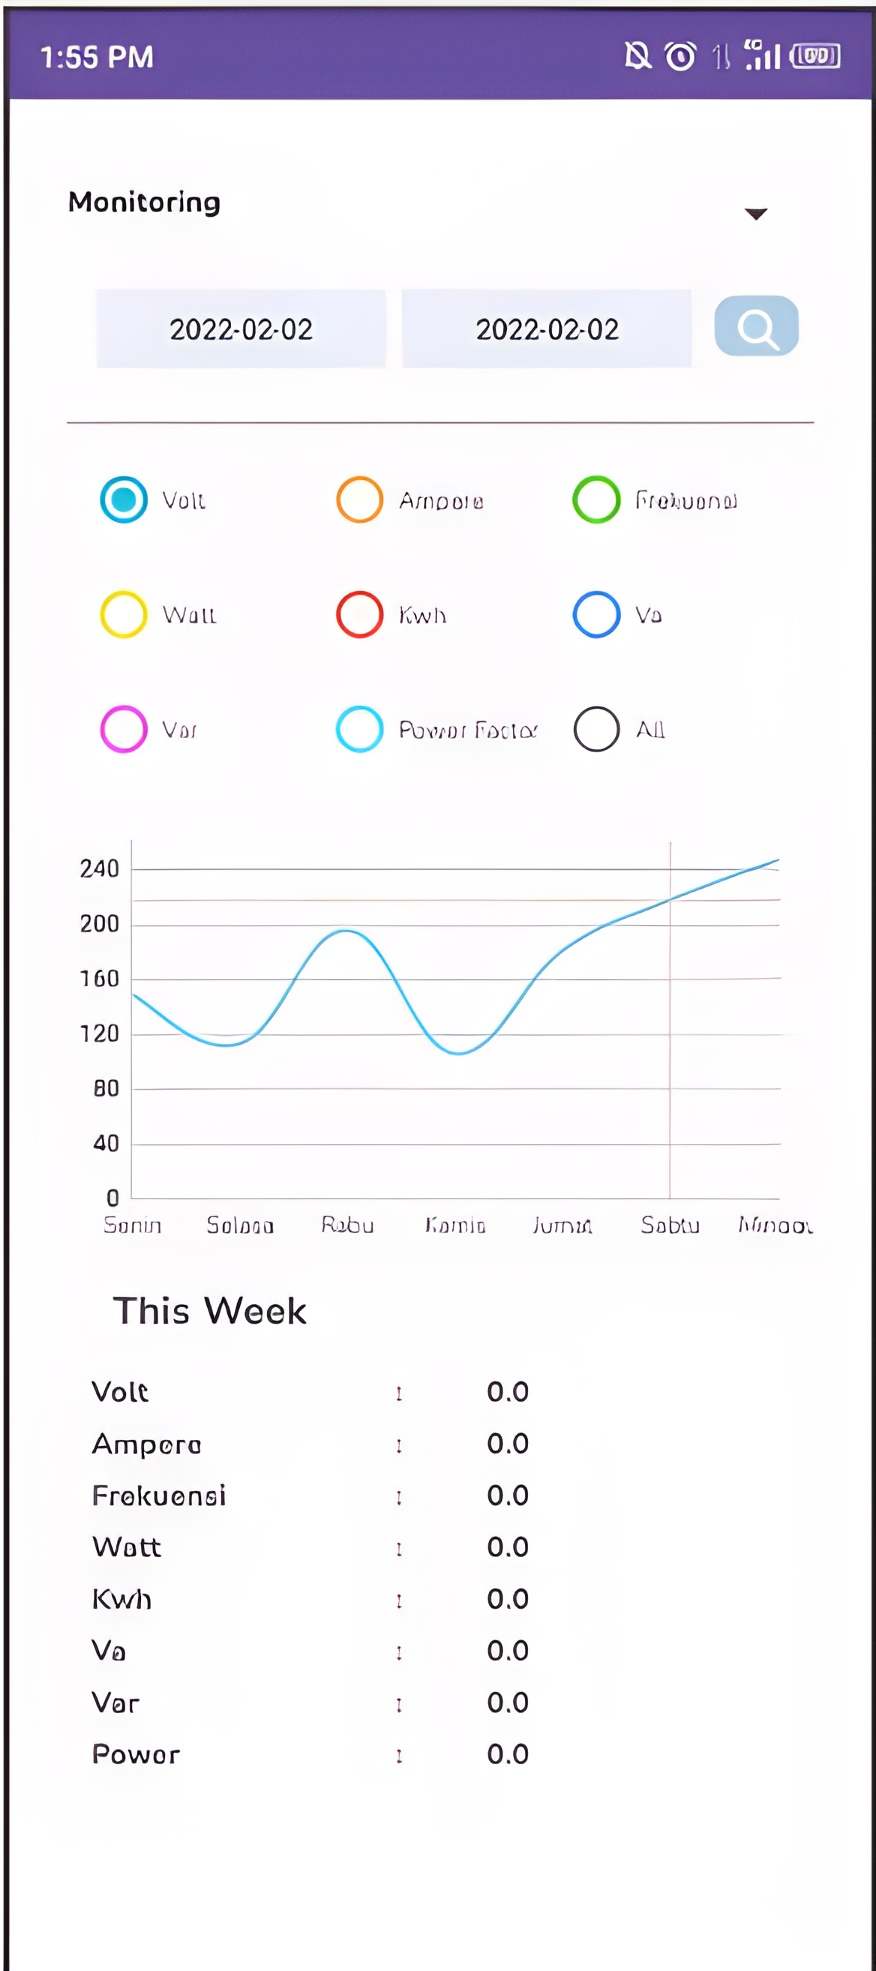 1:55 PM
Monitoring
2022-02-02 2022-02-02
Volt Ampere Frekuensi
Watt Kwh Va
Var Power Factor All
240
200
160
120
80
40
0
Senin Selasa Rabu Kamis Jumat Sabtu
This Week
Volt : 0.0
Ampere : 0.0
Frekuensi : 0.0
Watt : 0.0
Kwh : 0.0
Va : 0.0
Var : 0.0
Power : 0.0